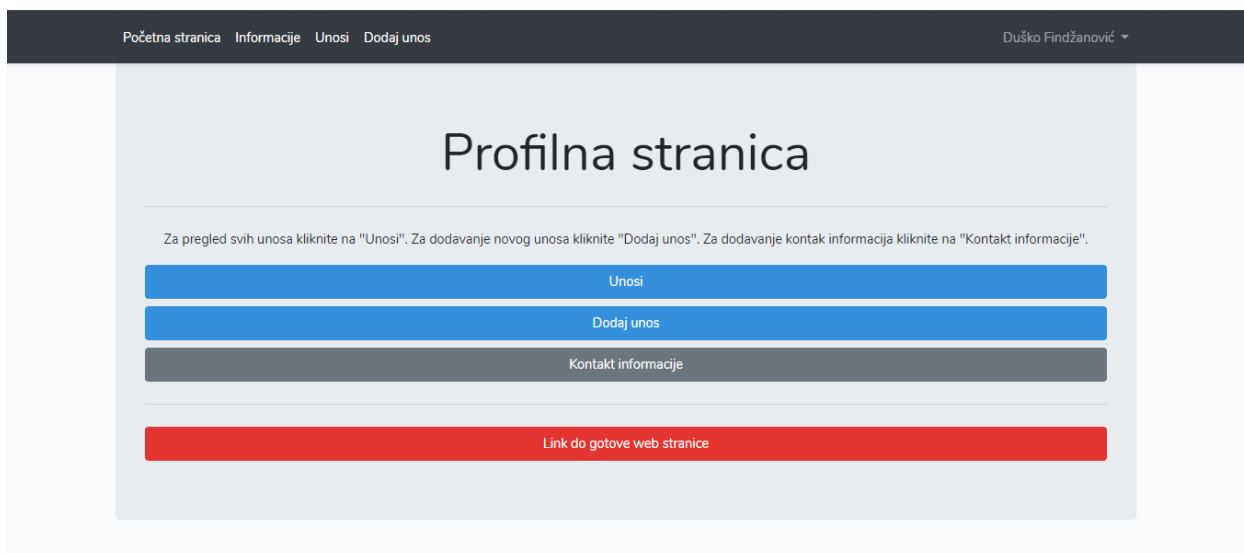 Početna stranica Informacije Unosi Dodaj unos Duško Findžanović
Profilna stranica
Za pregled svih unosa kliknite na "Unosi". Za dodavanje novog unosa kliknite "Dodaj unos". Za dodavanje kontak informacija kliknite na "Kontakt informacije".
Unosi
Dodaj unos
Kontakt informacije
Link do gotove web stranice